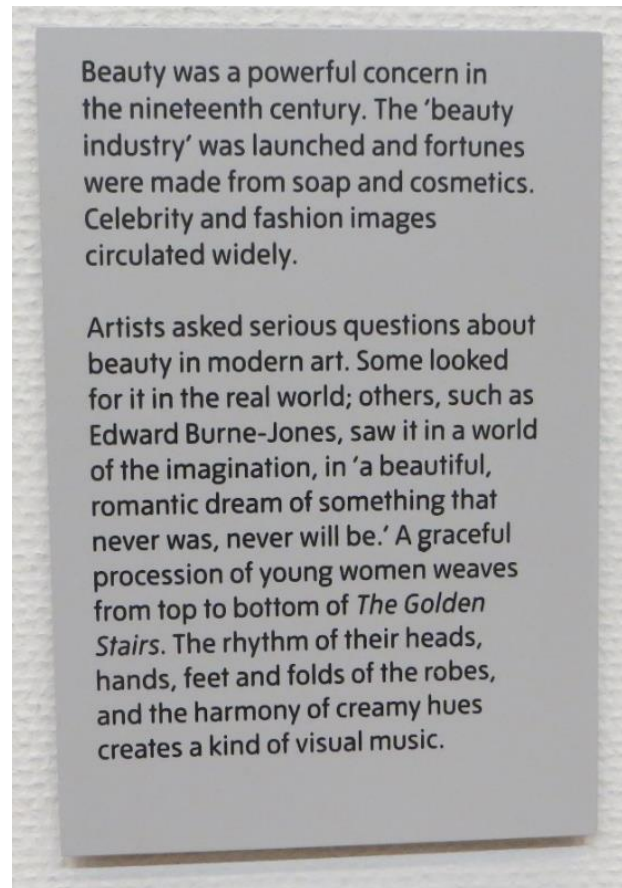 Beauty was a powerful concern in
the nineteenth century. The ‘beauty
industry’ was launched and fortunes
were made from soap and cosmetics.
Celebrity and fashion images
circulated widely.
Artists asked serious questions about
beauty in modern art. Some looked
for it in the real world; others, such as
Edward Burne-Jones, saw it in a world
of the imagination, in ‘a beautiful,
romantic dream of something that
never was, never will be.’ A graceful
procession of young women weaves
from top to bottom of The Golden
Stairs. The rhythm of their heads,
hands, feet and folds of the robes,
and the harmony of creamy hues
creates a kind of visual music.